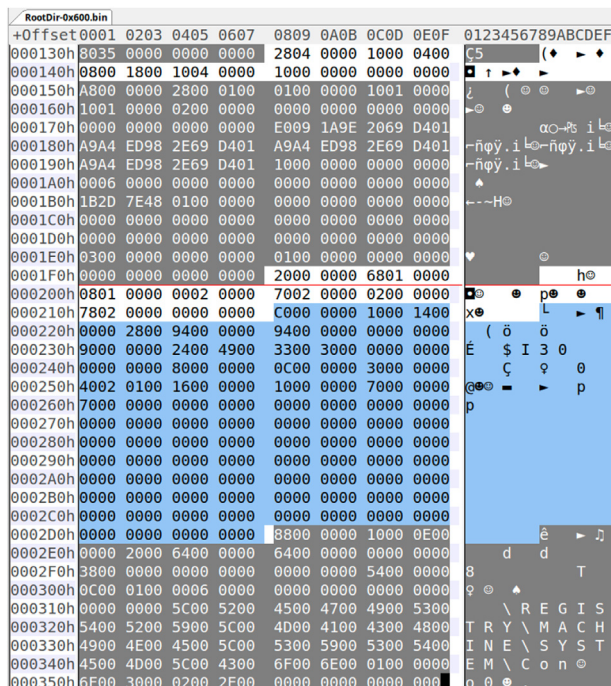 RootDir-0x600.bin
+Offset 0001 0203 0405 0607 0809 0A0B 0C0D 0E0F 0123456789ABCDEF
000130h 8035 0000 0000 0000 2804 0000 1000 0400 Ç5 (♦ ► ♦
000140h 0800 1800 1004 0000 1000 0000 0000 0000 ◘ ↑ ►♦ ►
000150h A800 0000 2800 0100 0100 0000 1001 0000 ¿ ( ☺ ☺ ►☺
000160h 1001 0000 0200 0000 0000 0000 0000 0000 ►☺ ☻
000170h 0000 0000 0000 0000 E009 1A9E 2069 D401 α○→₧ i╘☺
000180h A9A4 ED98 2E69 D401 A9A4 ED98 2E69 D401 ⌐ñφÿ.i╘☺⌐ñφÿ.i╘☺
000190h A9A4 ED98 2E69 D401 1000 0000 0000 0000 ⌐ñφÿ.i╘☺►
0001A0h 0006 0000 0000 0000 0000 0000 0000 0000 ♠
0001B0h 1B2D 7E48 0100 0000 0000 0000 0000 0000 ←-~H☺
0001C0h 0000 0000 0000 0000 0000 0000 0000 0000
0001D0h 0000 0000 0000 0000 0000 0000 0000 0000
0001E0h 0300 0000 0000 0000 0100 0000 0000 0000 ♥ ☺
0001F0h 0000 0000 0000 0000 2000 0000 6801 0000 h☺
000200h 0801 0000 0002 0000 7002 0000 0200 0000 ◘☺ ☻ p☻ ☻
000210h 7802 0000 0000 0000 C000 0000 1000 1400 x☻ └ ► ¶
000220h 0000 2800 9400 0000 9400 0000 0000 0000 ( ö ö
000230h 9000 0000 2400 4900 3300 3000 0000 0000 É $ I 3 0
000240h 0000 0000 8000 0000 0C00 0000 3000 0000 Ç ♀ 0
000250h 4002 0100 1600 0000 1000 0000 7000 0000 @☻☺ ▬ ► p
000260h 7000 0000 0000 0000 0000 0000 0000 0000 p
000270h 0000 0000 0000 0000 0000 0000 0000 0000
000280h 0000 0000 0000 0000 0000 0000 0000 0000
000290h 0000 0000 0000 0000 0000 0000 0000 0000
0002A0h 0000 0000 0000 0000 0000 0000 0000 0000
0002B0h 0000 0000 0000 0000 0000 0000 0000 0000
0002C0h 0000 0000 0000 0000 0000 0000 0000 0000
0002D0h 0000 0000 0000 0000 8800 0000 1000 0E00 ê ► ♫
0002E0h 0000 2000 6400 0000 6400 0000 0000 0000 d d
0002F0h 3800 0000 0000 0000 0000 0000 5400 0000 8 T
000300h 0C00 0100 0006 0000 0000 0000 0000 0000 ♀ ☺ ♠
000310h 0000 0000 5C00 5200 4500 4700 4900 5300 \ R E G I S
000320h 5400 5200 5900 5C00 4D00 4100 4300 4800 T R Y \ M A C H
000330h 4900 4E00 4500 5C00 5300 5900 5300 5400 I N E \ S Y S T
000340h 4500 4D00 5C00 4300 6F00 6E00 0100 0000 E M \ C o n ☺
000350h 6F00 3000 0200 2E00 0000 0000 0000 0000 o 0 ☻ .